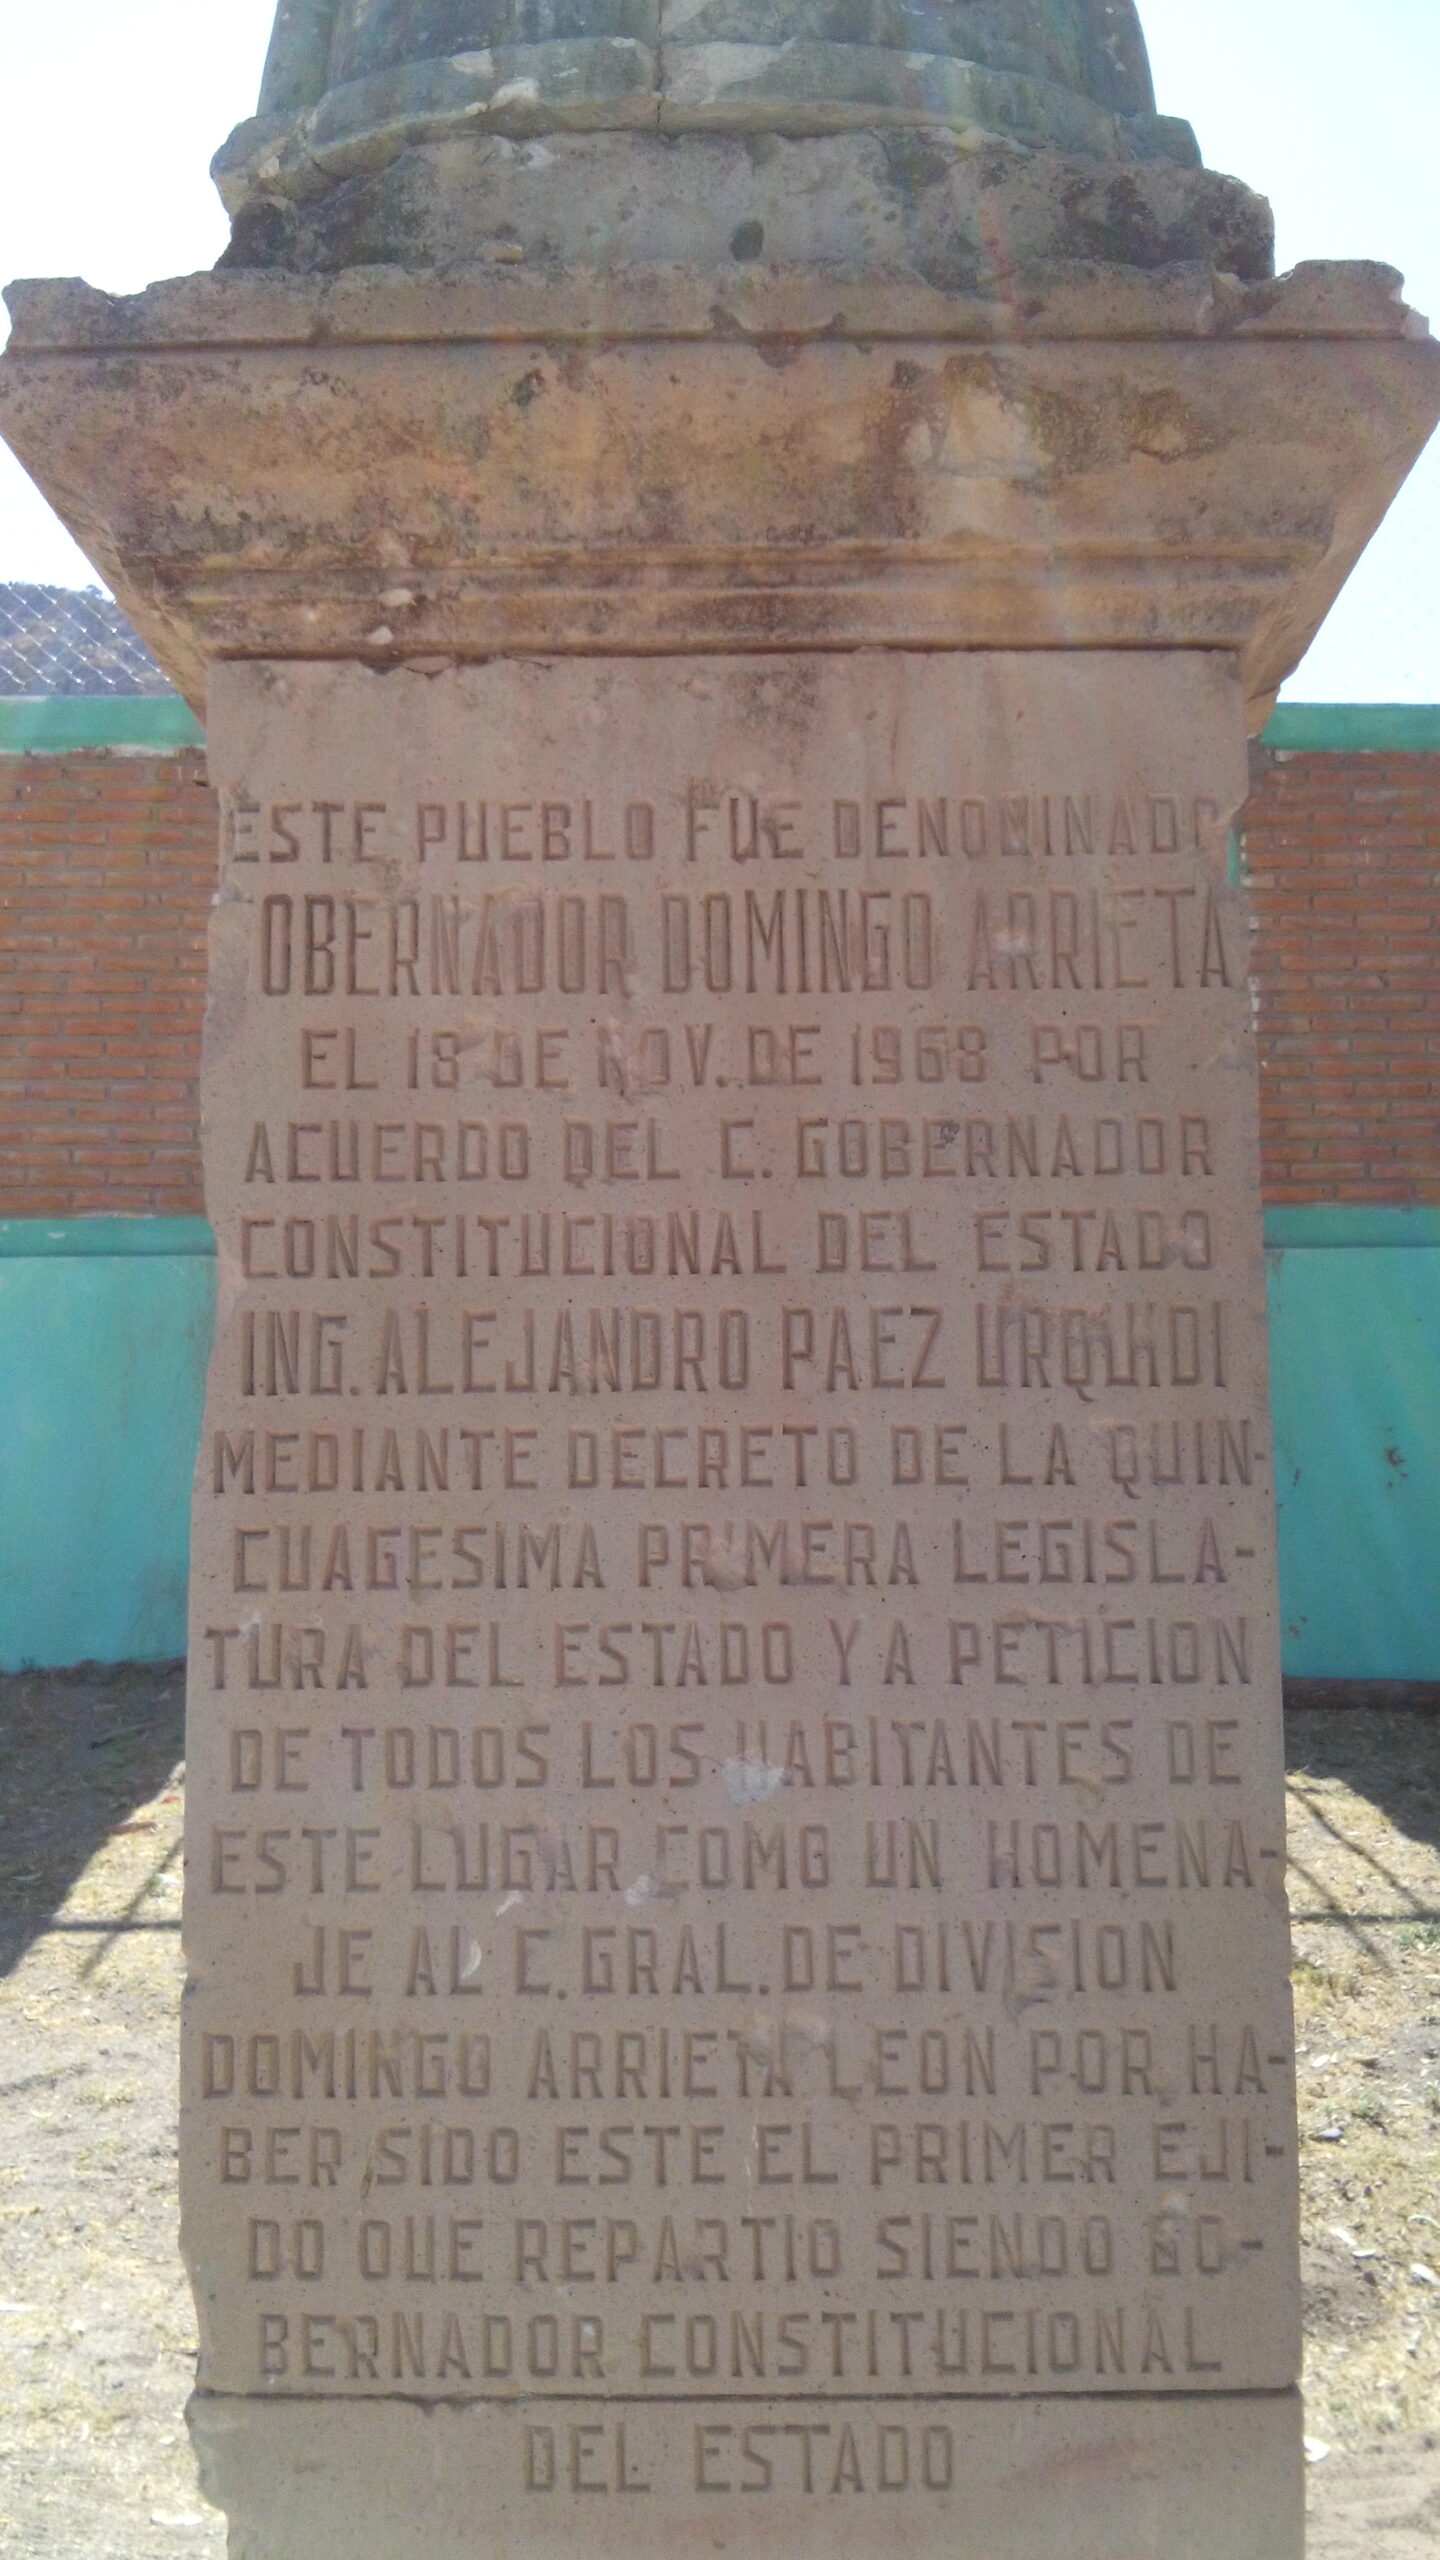 ESTE PUEBLO FUE DENOMINADO
OBERNADOR DOMINGO ARRIETA
EL 18 DE NOV. DE 1968 POR
ACUERDO DEL C. GOBERNADOR
CONSTITUCIONAL DEL ESTADO
ING. ALEJANDRO PAEZ URQUIDI
MEDIANTE DECRETO DE LA QUIN-
CUAGESIMA PRIMERA LEGISLA-
TURA DEL ESTADO Y A PETICION
DE TODOS LOS HABITANTES DE
ESTE LUGAR COMO UN HOMENA-
JE AL C. GRAL. DE DIVISION
DOMINGO ARRIETA LEON POR HA-
BER SIDO ESTE EL PRIMER EJI-
DO QUE REPARTIO SIENDO GO-
BERNADOR CONSTITUCIONAL
DEL ESTADO